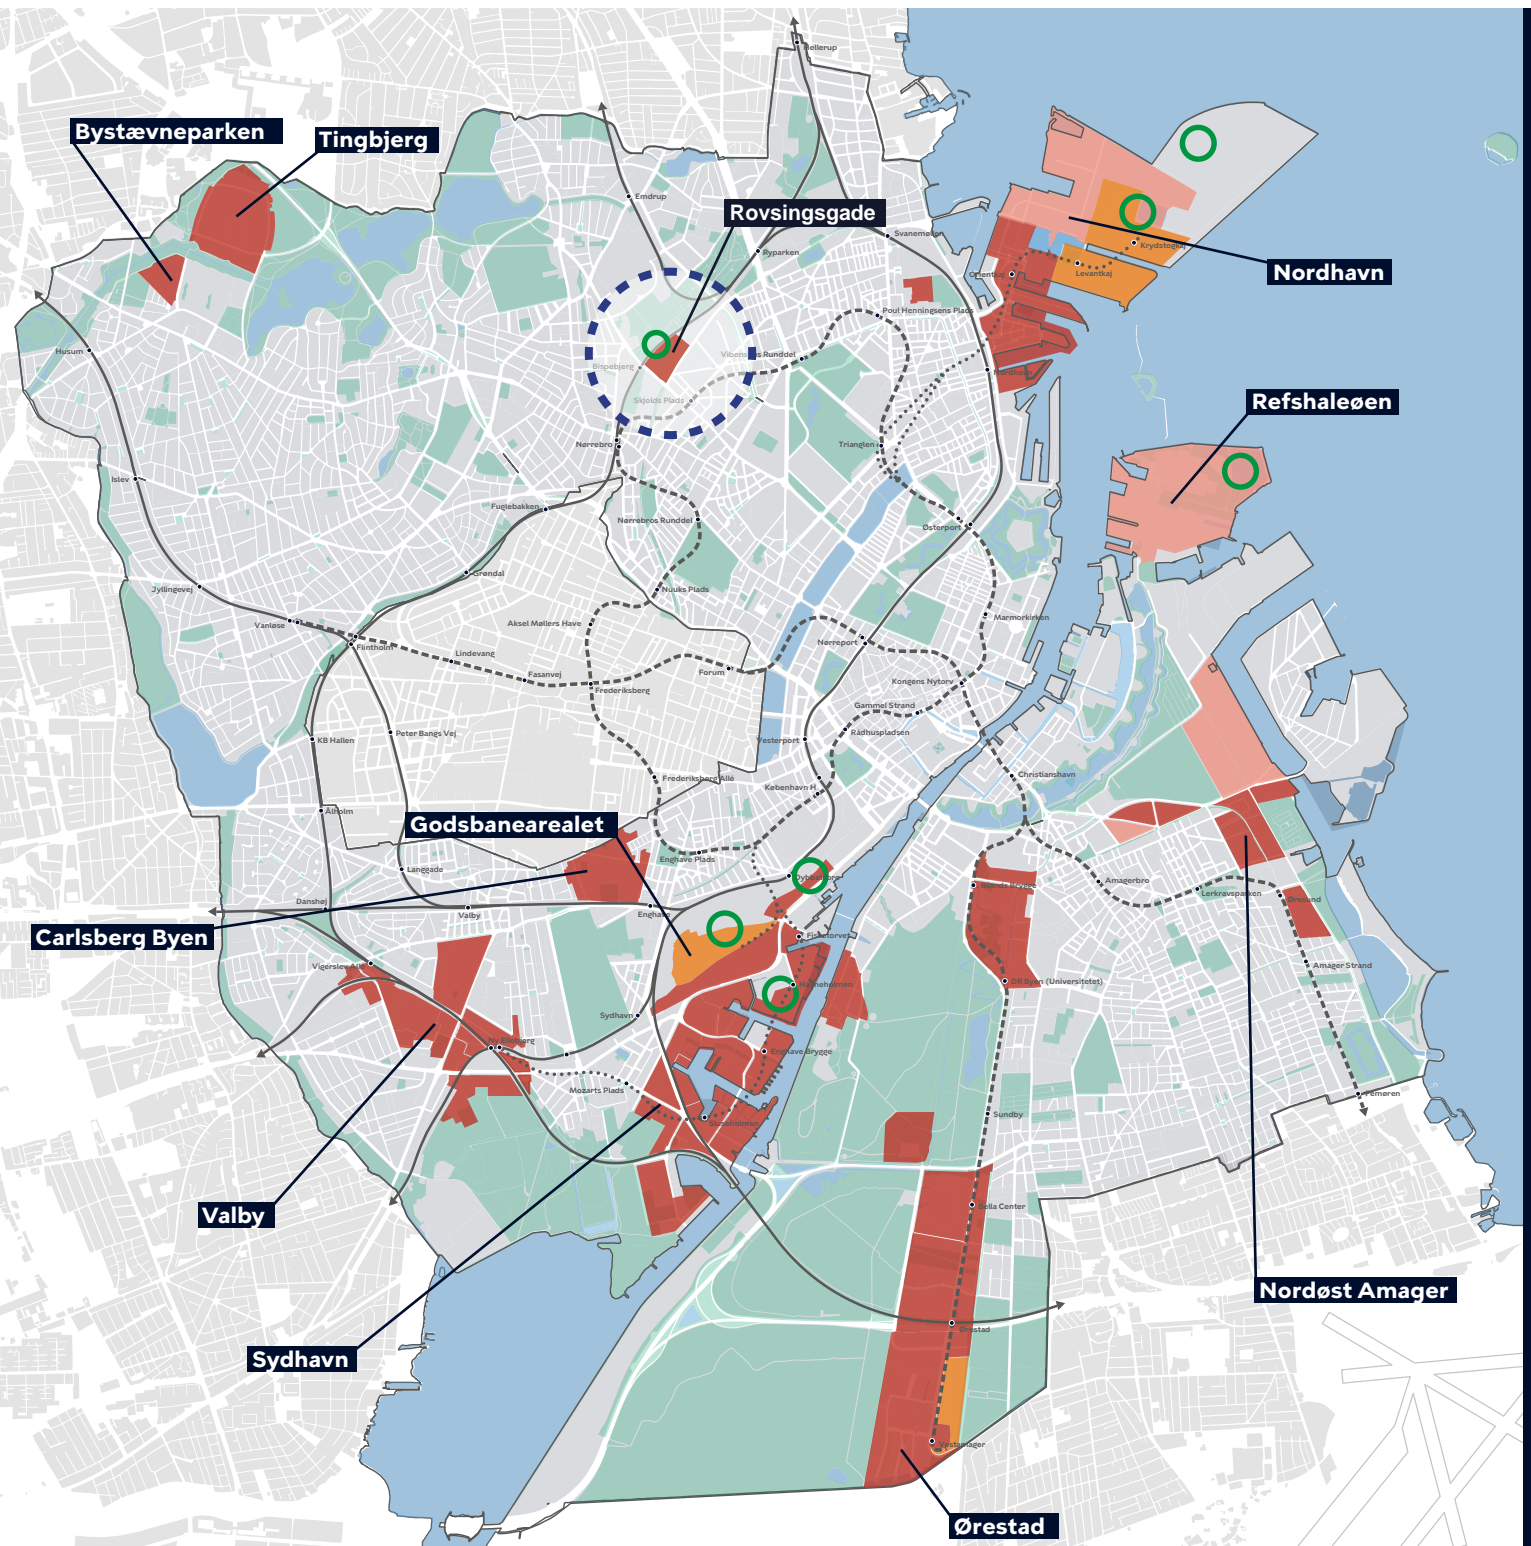 Hellerup
Bystævneparken
Tingbjerg
Emdrup
Rovsingsgade
Svanemøllen
Ryparken
Krydstogkaj
Nordhavn
Orientkaj
Levantkaj
Poul Henningsens Plads
Husum
Vibenshus Runddel
Bispebjerg
Nordhavn
Skjolds Plads
Refshaleøen
Nørrebro
Trianglen
Islev
Fuglebakken
Nørrebros Runddel
Østerport
Grøndal
Jyllingevej
Nuuks Plads
Vanløse
Aksel Møllers Have
Marmorkirken
Flintholm
Nørreport
Lindevang
Forum
Fasanvej
Frederiksberg
Kongens Nytorv
Gammel Strand
Peter Bangs Vej
KB Hallen
Vesterport
Rådhuspladsen
Frederiksberg Allé
København H
Christianshavn
Ålholm
Godsbanearealet
Enghave Plads
Langgade
Dybbølsbro
Islands Brygge
Amagerbro
Lerkravsparken
Øresund
Danshøj
Valby
Enghave
Carlsberg Byen
Fisketorvet
Vigerslev Allé
Amager Strand
Havneholmen
DR Byen (Universitetet)
Sydhavn
Ny Ellebjerg
Enghave Brygge
Mozarts Plads
Femøren
Sluseholmen
Sundby
Valby
Bella Center
Nordøst Amager
Ørestad
Sydhavn
Vestamager
Ørestad